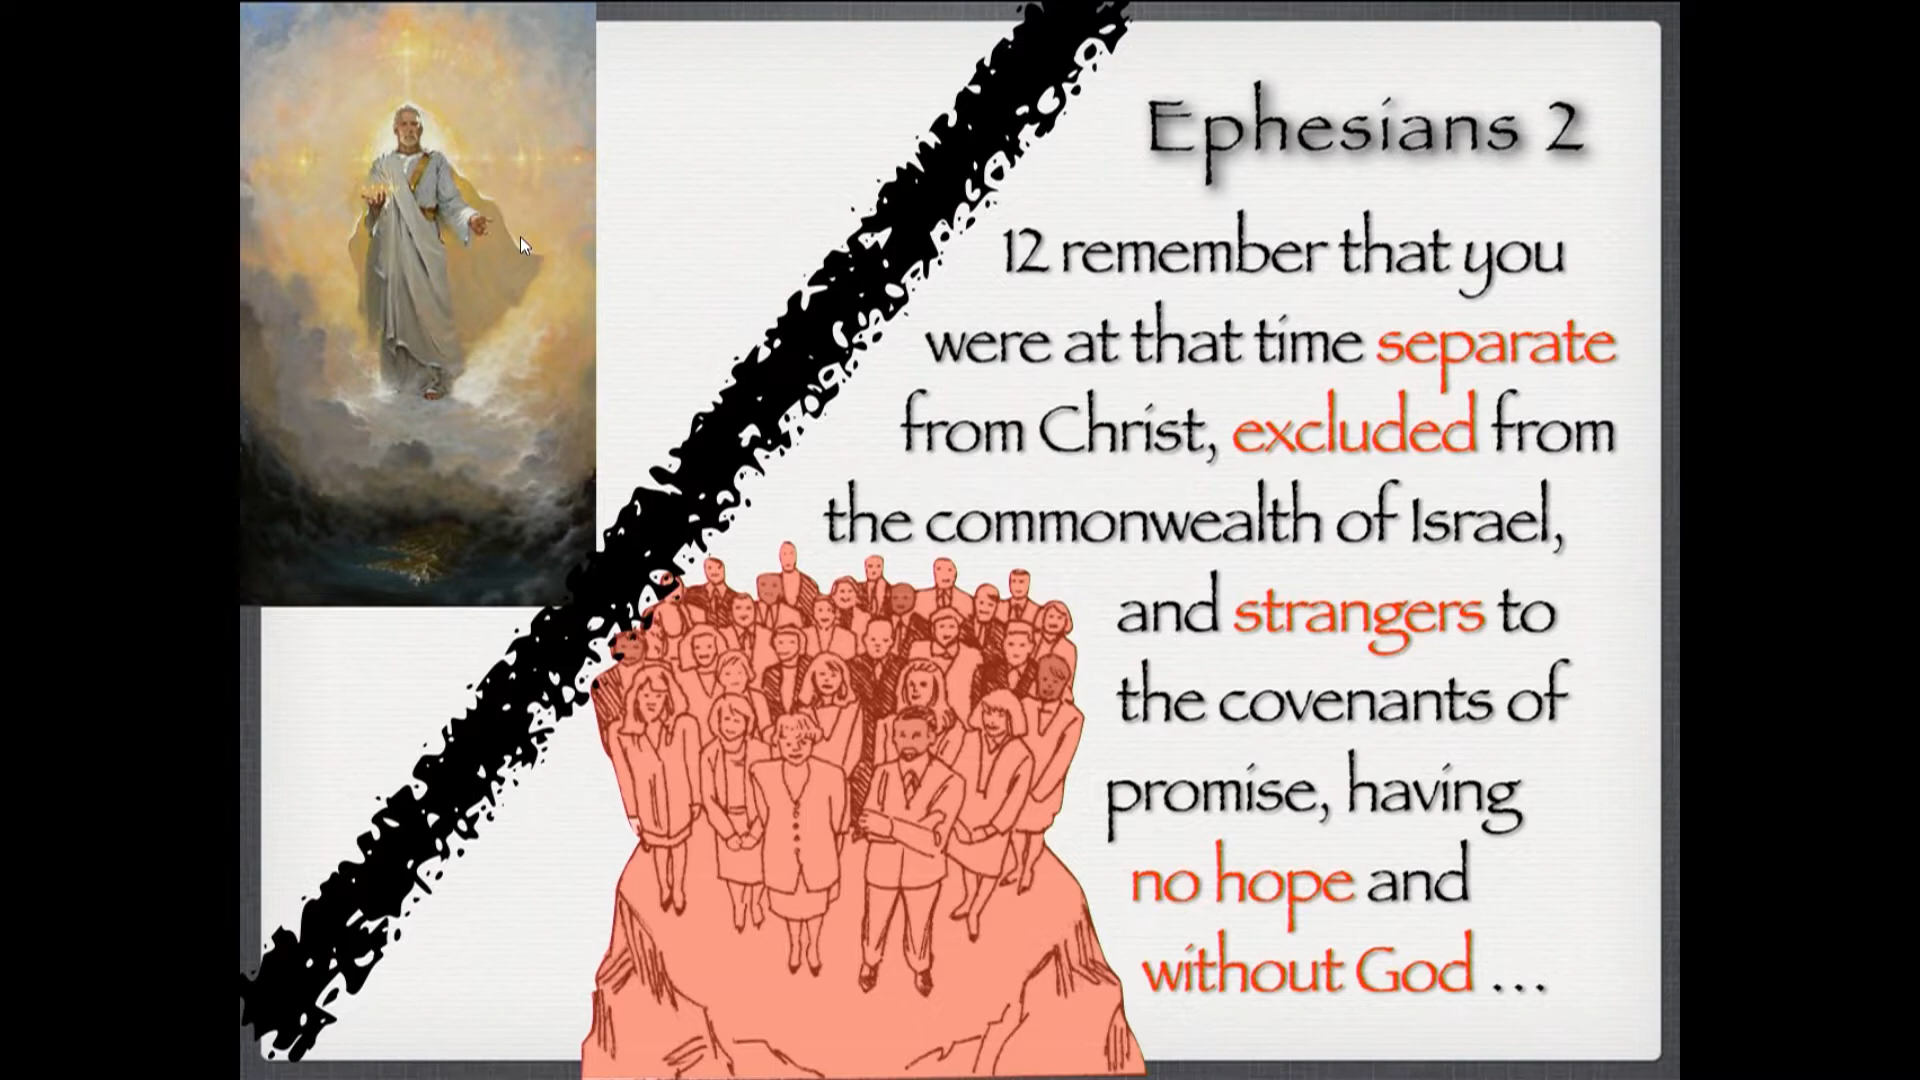 Ephesians 2
12 remember that you
were at that time separate
from Christ, excluded from
the commonwealth of Israel,
and strangers to
the covenants of
promise, having
no hope and
without God ...